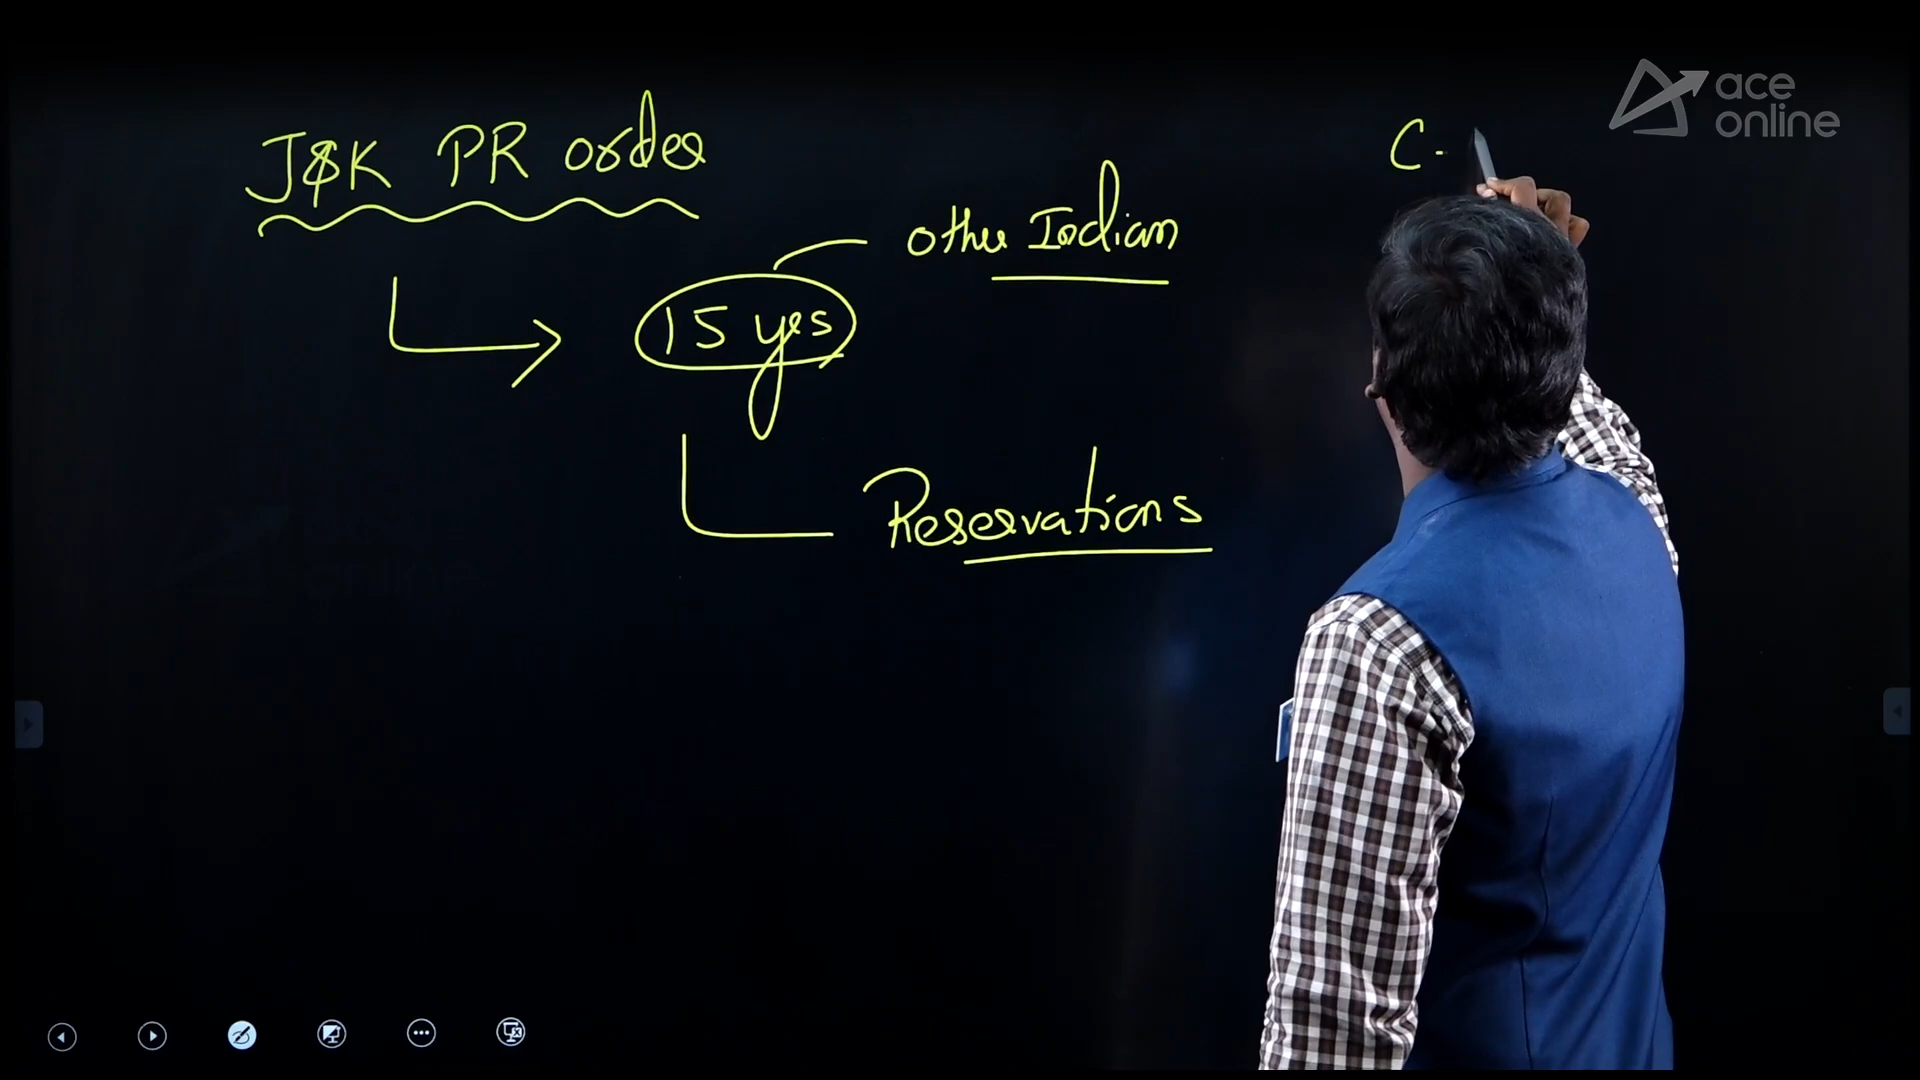 J&K PR order
C-
other Indian
15 yrs
Reservations
ace
online